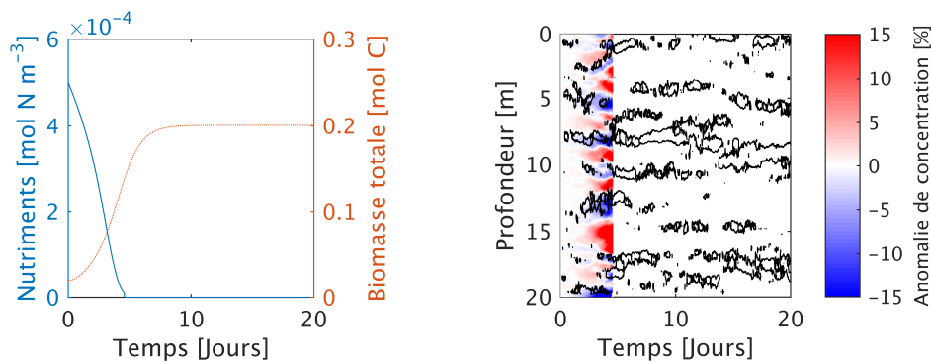 ×10⁻⁴
6
4
2
0
Nutriments [mol N m⁻³]
0.3
0.2
0.1
0
Biomasse totale [mol C]
0 10 20
Temps [Jours]
0
5
10
15
20
Profondeur [m]
0 5 10 15 20
Temps [Jours]
15
10
5
0
−5
−10
−15
Anomalie de concentration [%]